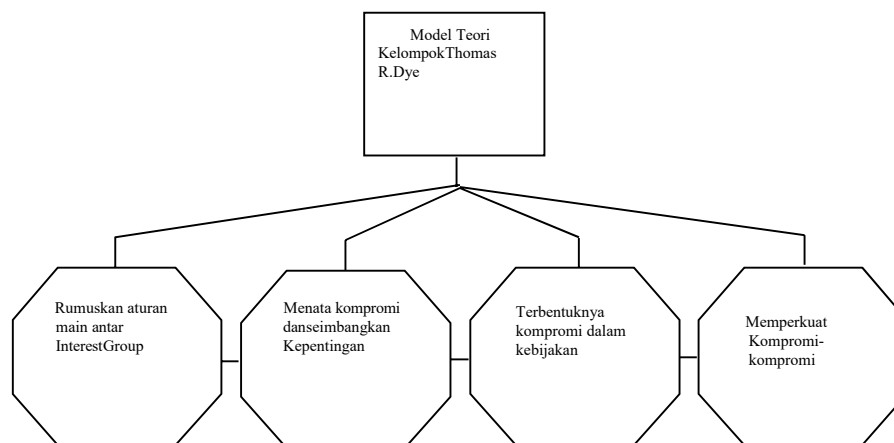 Model Teori
KelompokThomas
R.Dye
Rumuskan aturan
main antar
InterestGroup
Menata kompromi
danseimbangkan
Kepentingan
Terbentuknya
kompromi dalam
kebijakan
Memperkuat
Kompromi-
kompromi